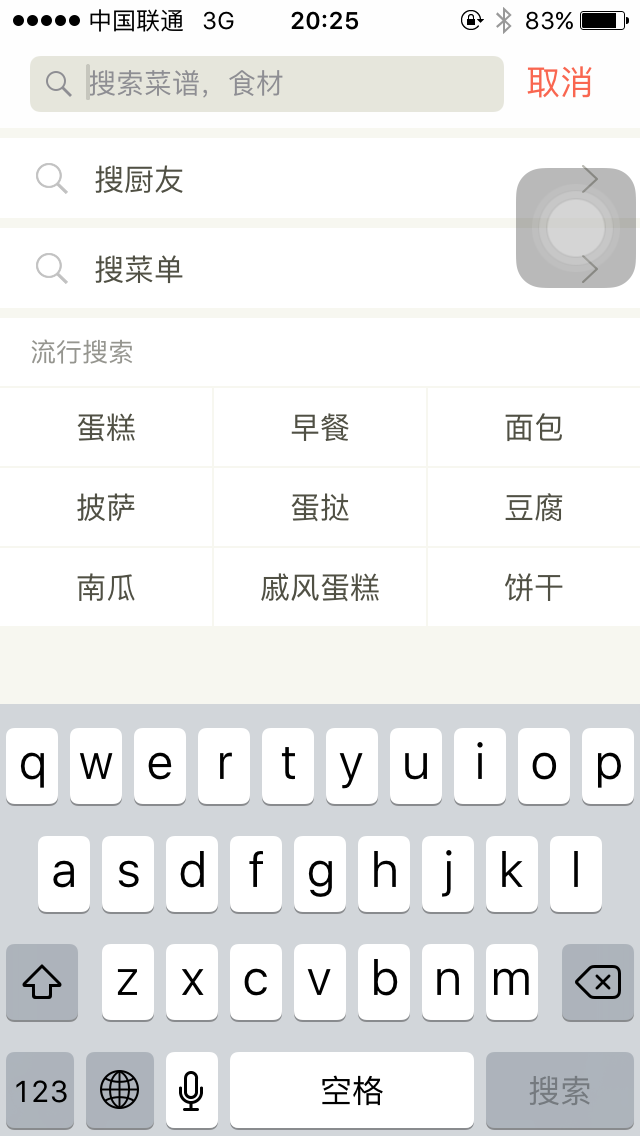 中国联通 3G 20:25 83%
搜索菜谱，食材 取消
搜厨友
搜菜单
流行搜索
蛋糕 早餐 面包
披萨 蛋挞 豆腐
南瓜 戚风蛋糕 饼干
q w e r t y u i o p
a s d f g h j k l
z x c v b n m
123 空格 搜索